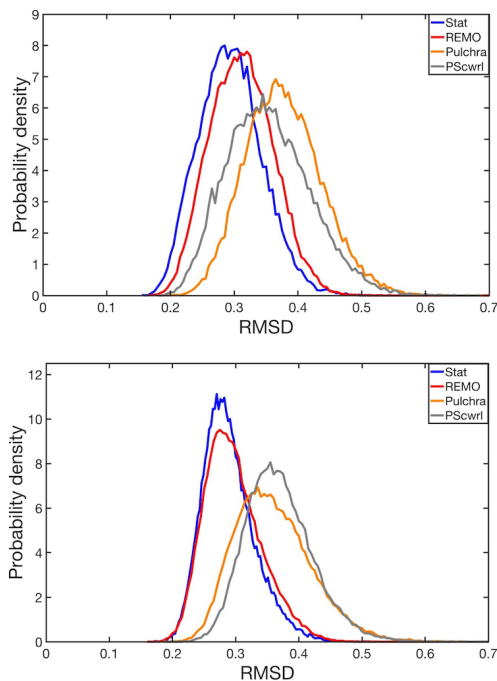 9
8
7
6
5
4
3
2
1
0
Probability density
0 0.1 0.2 0.3 0.4 0.5 0.6 0.7
RMSD
Stat
REMO
Pulchra
PScwrl
12
10
8
6
4
2
0
Probability density
0 0.1 0.2 0.3 0.4 0.5 0.6 0.7
RMSD
Stat
REMO
Pulchra
PScwrl